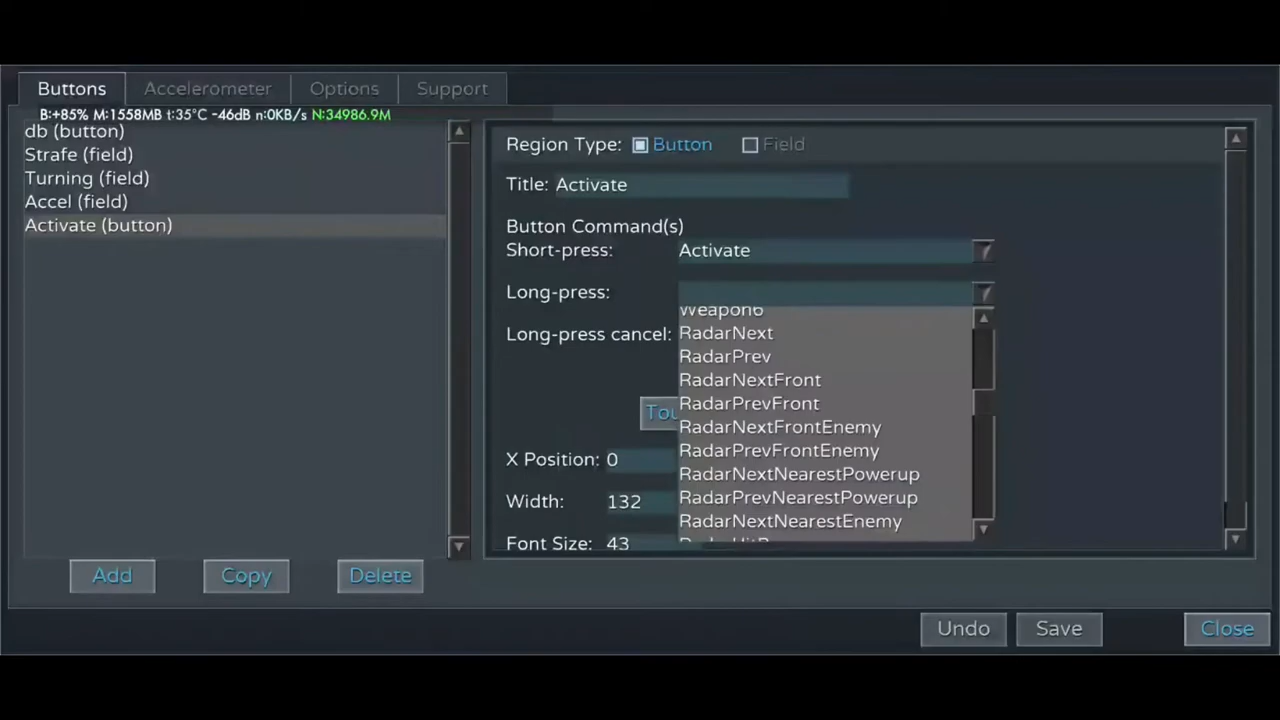 Buttons Accelerometer Options Support
B:+85% M:1558MB t:35°C -46dB n:0KB/s N:34986.9M
db (button)
Strafe (field)
Turning (field)
Accel (field)
Activate (button)
Add Copy Delete
Region Type: Button Field
Title: Activate
Button Command(s)
Short-press: Activate
Long-press:
Weapon6
Long-press cancel:
RadarNext
RadarPrev
RadarNextFront
RadarPrevFront
RadarNextFrontEnemy
RadarPrevFrontEnemy
RadarNextNearestPowerup
RadarPrevNearestPowerup
RadarNextNearestEnemy
Tou
X Position: 0
Width: 132
Font Size: 43
Undo Save Close